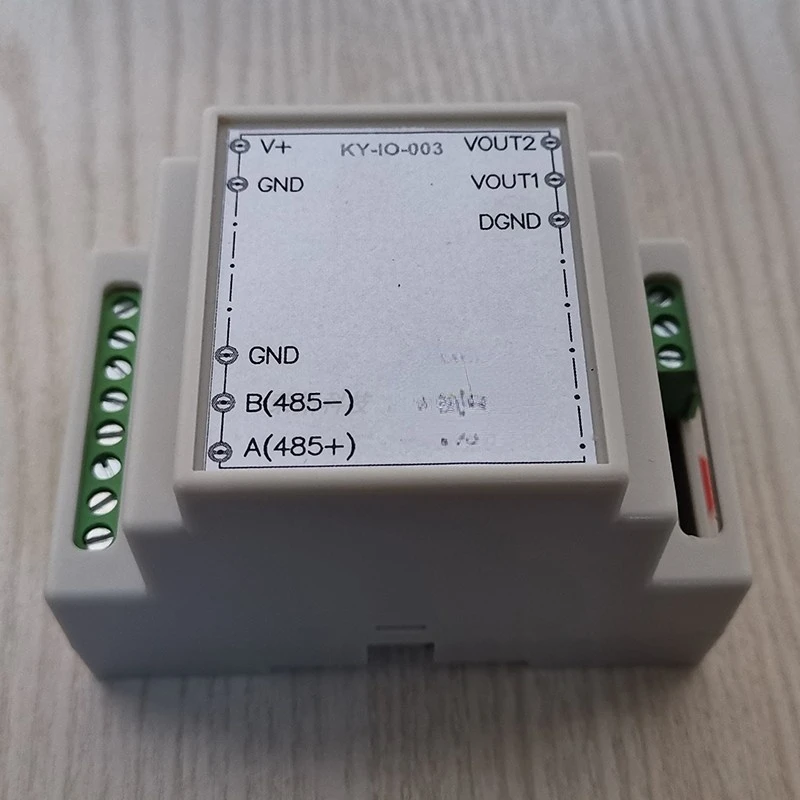 V+ KY-IO-003 VOUT2
GND VOUT1
DGND
GND
B(485-)
A(485+)